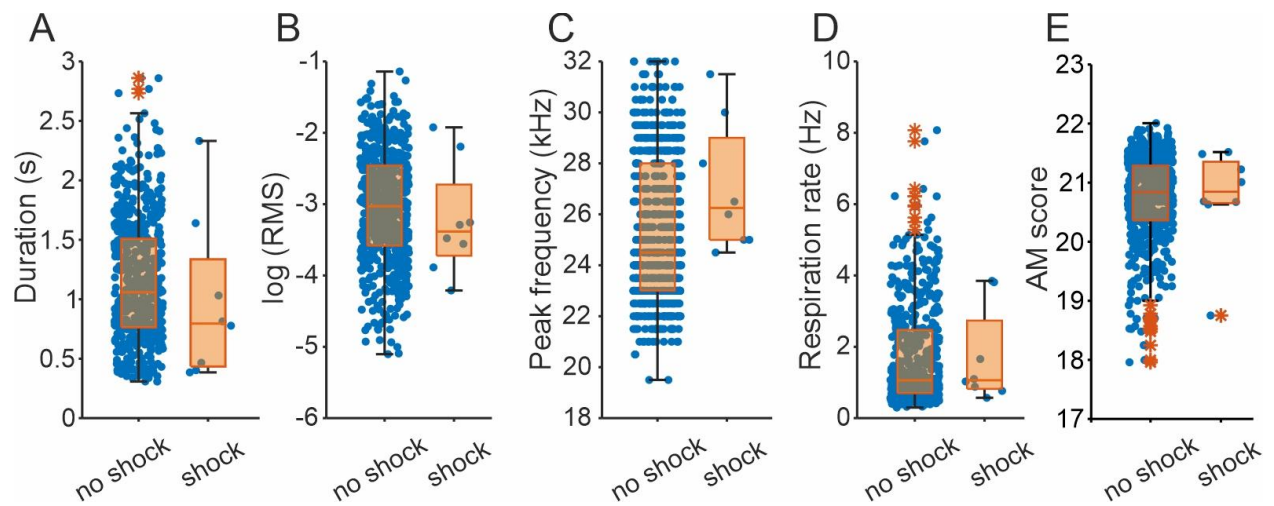 A
Duration (s)
3
2.5
2
1.5
1
0.5
0
no shock
shock
B
log (RMS)
-1
-2
-3
-4
-5
-6
no shock
shock
C
Peak frequency (kHz)
32
30
28
26
24
22
20
18
no shock
shock
D
Respiration rate (Hz)
10
8
6
4
2
0
no shock
shock
E
AM score
23
22
21
20
19
18
17
no shock
shock